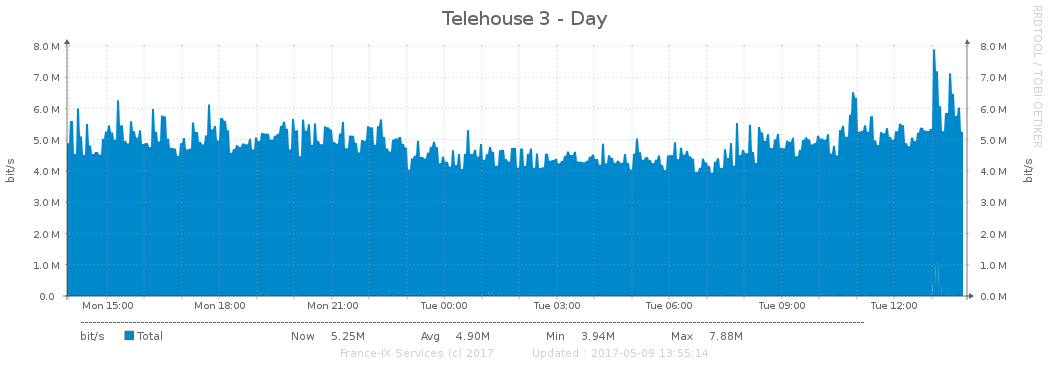 Telehouse 3 - Day
RRDTOOL / TOBI OETIKER
bit/s
8.0 M
7.0 M
6.0 M
5.0 M
4.0 M
3.0 M
2.0 M
1.0 M
0.0
8.0 M
7.0 M
6.0 M
5.0 M
4.0 M
3.0 M
2.0 M
1.0 M
0.0 M
bit/s
Mon 15:00 Mon 18:00 Mon 21:00 Tue 00:00 Tue 03:00 Tue 06:00 Tue 09:00 Tue 12:00
bit/s Total Now 5.25M Avg 4.90M Min 3.94M Max 7.88M
France-IX Services (c) 2017 Updated : 2017-05-09 13:55:14